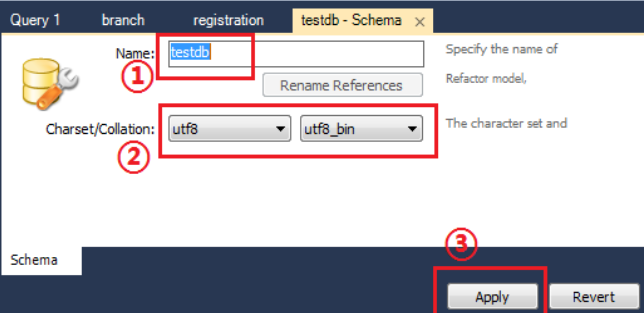 Query 1 branch registration testdb - Schema ×
Name: testdb Specify the name of
① Rename References Refactor model,
Charset/Collation: utf8 utf8_bin The character set and
②
Schema
③
Apply Revert